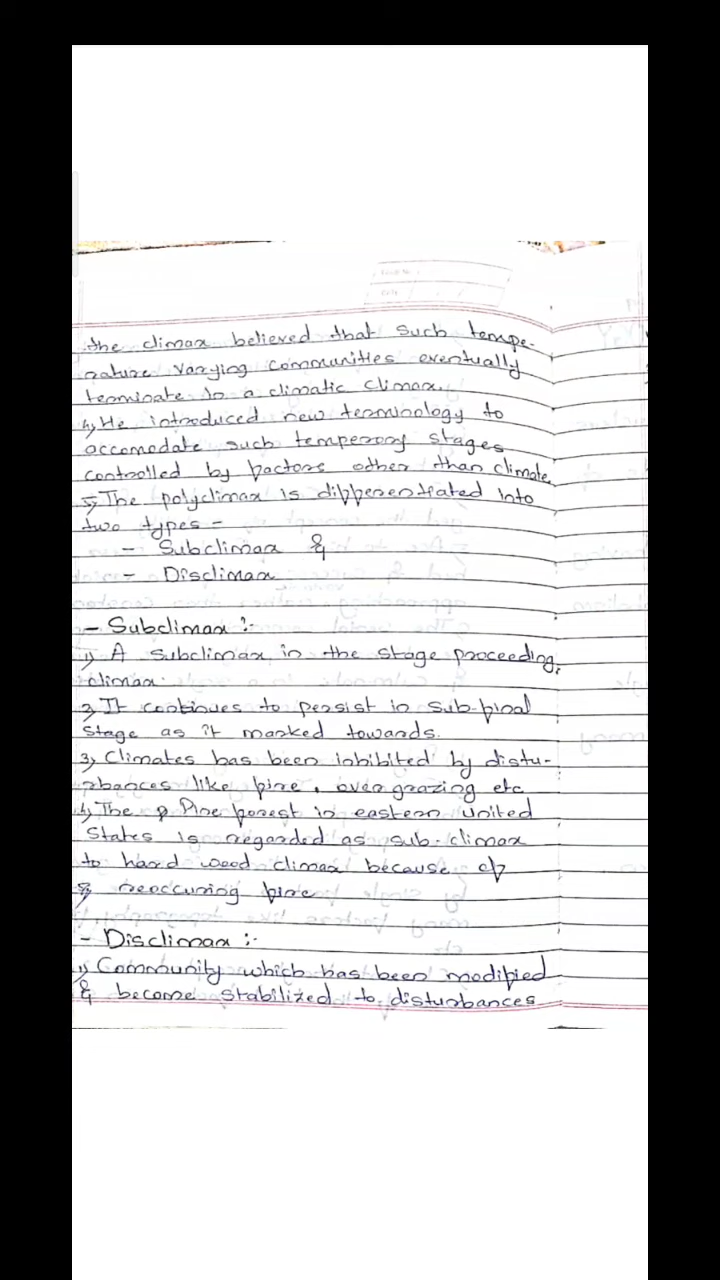 the climax believed that such tempe-
rature varying communities eventually
terminate in a climatic climax.
4) He introduced new terminology to
accomodate such temperory stages
controlled by factors other than climate.
5) The polyclimax is differentiated into
two types -
- Subclimax &
- Disclimax
- Subclimax :-
1) A subclimax in the stage proceeding,
climax.
2) It continues to persist in sub-final
stage as it marked towards.
3) Climates has been inhibited by distu-
rbances like fire, over grazing etc
4) The Pine forest in eastern united
States is regarded as sub-climax
to hard wood climax because of
reoccuring fire
- Disclimax :-
1) Community which has been modified
& become stabilized to disturbances